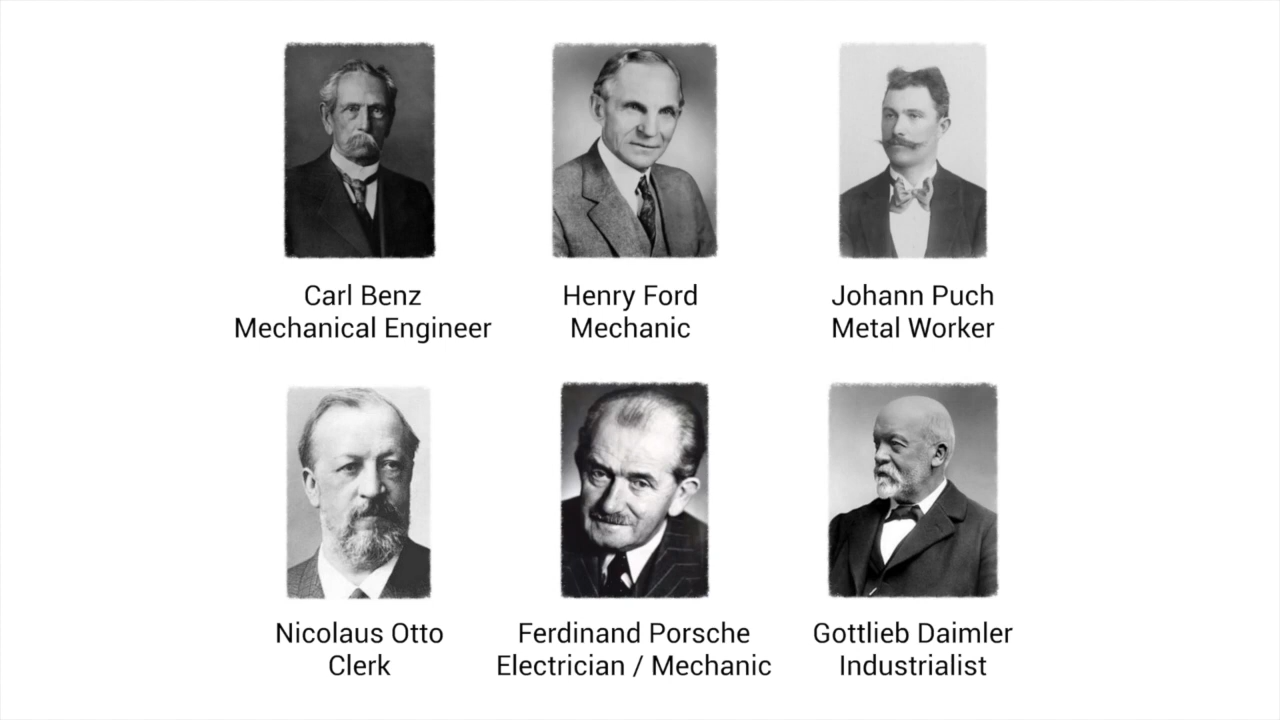 Carl Benz
Mechanical Engineer
Henry Ford
Mechanic
Johann Puch
Metal Worker
Nicolaus Otto
Clerk
Ferdinand Porsche
Electrician / Mechanic
Gottlieb Daimler
Industrialist